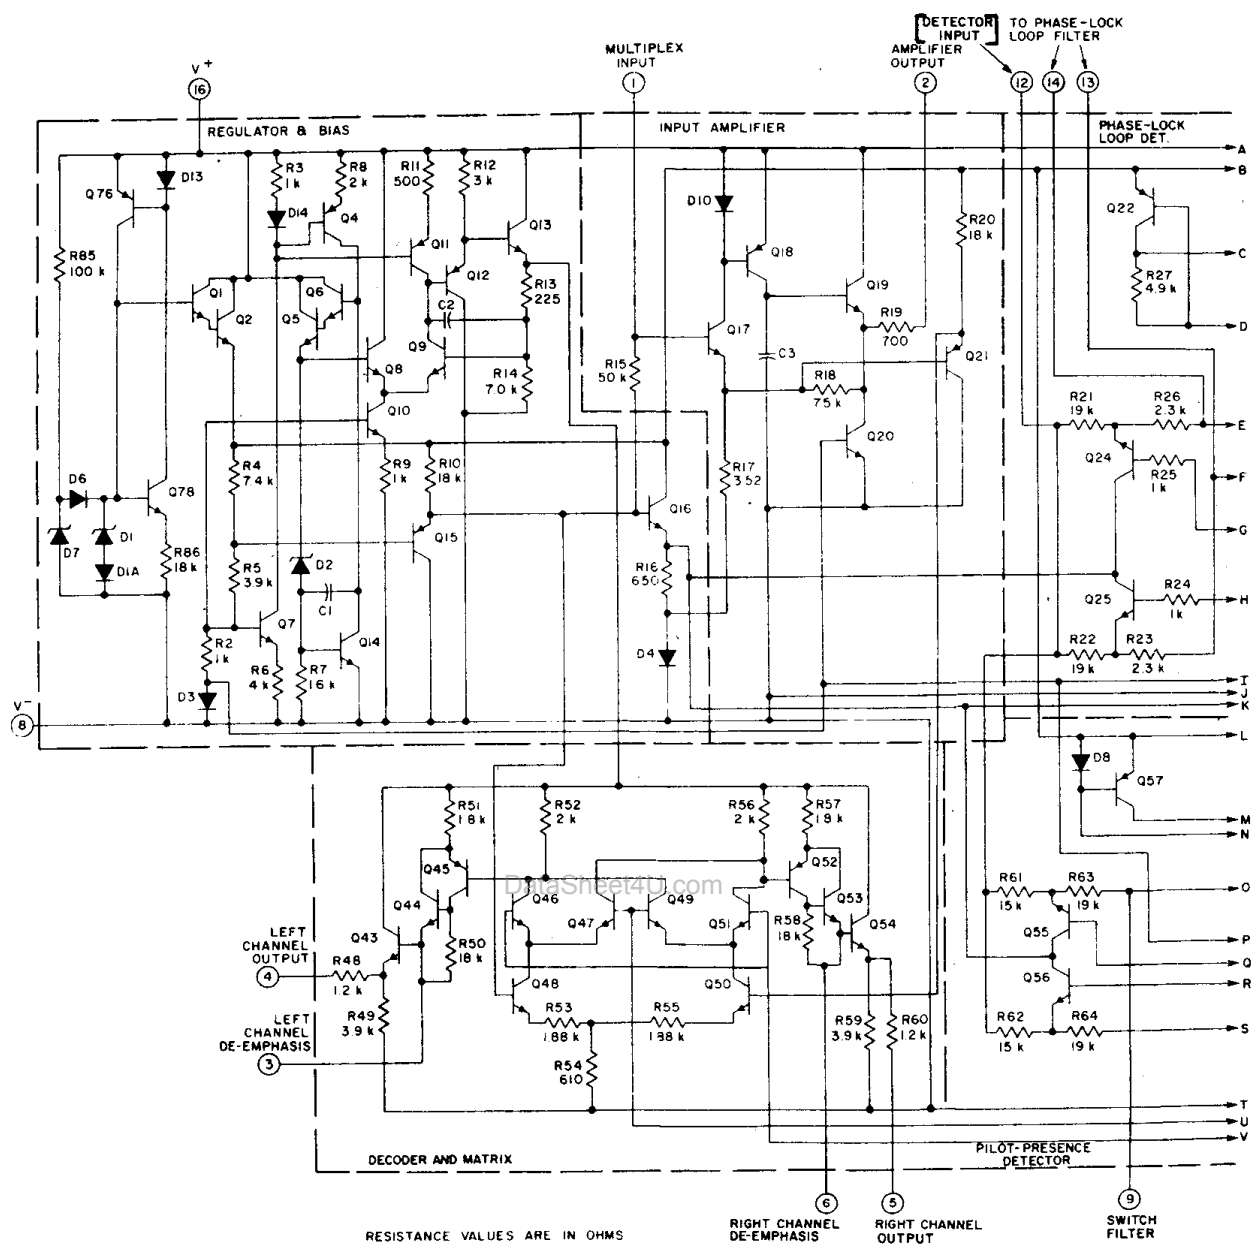 [DETECTOR INPUT]
TO PHASE-LOCK LOOP FILTER
MULTIPLEX INPUT
AMPLIFIER OUTPUT
V+
16
1
2
12
14
13
REGULATOR & BIAS
INPUT AMPLIFIER
PHASE-LOCK LOOP DET.
A
B
R3 1k
R8 2k
R11 500
R12 3k
D13
Q76
D14
Q4
Q13
D10
R20 18k
Q22
R85 100k
Q11
Q12
Q18
C
R27 4.9k
Q1
Q2
Q6
Q5
C2
R13 225
Q19
R19 700
D
Q8
Q9
R15 50k
Q17
C3
Q21
R14 7.0k
R18 75k
Q10
R21 19k
R26 2.3k
E
Q20
R4 7.4k
R9 1k
R10 18k
R17 3.52
Q24
R25 1k
F
D6
Q78
Q16
G
D7
D1
Q15
D1A
R86 18k
R5 3.9k
D2
C1
R16 650
Q25
R24 1k
H
Q7
Q14
R2 1k
R6 4k
R7 16k
D4
R22 19k
R23 2.3k
D3
I
J
K
V-
8
L
D8
Q57
R51 1.8k
R52 2k
R56 2k
R57 1.8k
M
N
Q45
Q52
DataSheet4U.com
Q44
Q46
Q47
Q49
Q51
Q53
R61 15k
R63 19k
O
R58 18k
Q54
Q55
P
LEFT CHANNEL OUTPUT
Q43
R50 18k
Q
4
R48 1.2k
Q48
Q50
Q56
R
R49 3.9k
R53 1.88k
R55 1.88k
R59 3.9k
R60 1.2k
R62 15k
R64 19k
S
LEFT CHANNEL DE-EMPHASIS
3
R54 610
T
U
V
DECODER AND MATRIX
PILOT-PRESENCE DETECTOR
6
5
9
RESISTANCE VALUES ARE IN OHMS
RIGHT CHANNEL DE-EMPHASIS
RIGHT CHANNEL OUTPUT
SWITCH FILTER